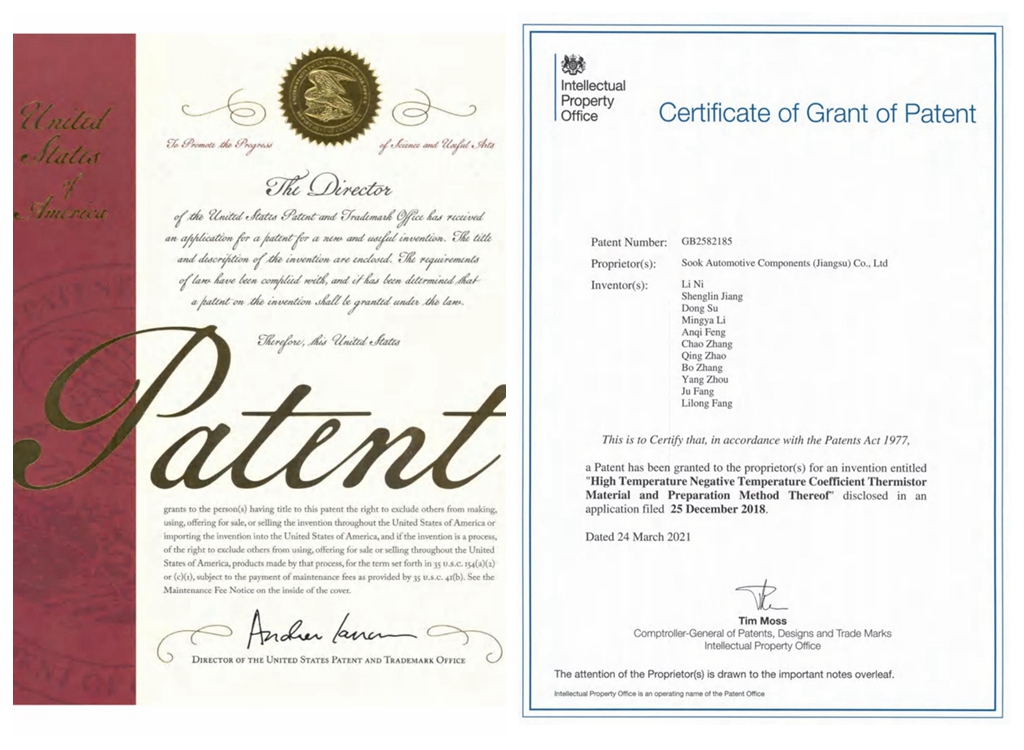 United
States
of
America
To Promote the Progress
of Science and Useful Arts
The Director
of the United States Patent and Trademark Office has received
an application for a patent for a new and useful invention. The title
and description of the invention are enclosed. The requirements
of law have been complied with, and it has been determined that
a patent on the invention shall be granted under the law.
Therefore, this United States
Patent
grants to the person(s) having title to this patent the right to exclude others from making,
using, offering for sale, or selling the invention throughout the United States of America or
importing the invention into the United States of America, and if the invention is a process,
of the right to exclude others from using, offering for sale or selling throughout the United
States of America, products made by that process, for the term set forth in 35 U.S.C. 154(a)(2)
or (c)(1), subject to the payment of maintenance fees as provided by 35 U.S.C. 41(b). See the
Maintenance Fee Notice on the inside of the cover.
DIRECTOR OF THE UNITED STATES PATENT AND TRADEMARK OFFICE
Intellectual
Property
Office
Certificate of Grant of Patent
Patent Number: GB2582185
Proprietor(s): Sook Automotive Components (Jiangsu) Co., Ltd
Inventor(s): Li Ni
Shenglin Jiang
Dong Su
Mingya Li
Anqi Feng
Chao Zhang
Qing Zhao
Bo Zhang
Yang Zhou
Ju Fang
Lilong Fang
This is to Certify that, in accordance with the Patents Act 1977,
a Patent has been granted to the proprietor(s) for an invention entitled
"High Temperature Negative Temperature Coefficient Thermistor
Material and Preparation Method Thereof" disclosed in an
application filed 25 December 2018.
Dated 24 March 2021
Tim Moss
Comptroller-General of Patents, Designs and Trade Marks
Intellectual Property Office
The attention of the Proprietor(s) is drawn to the important notes overleaf.
Intellectual Property Office is an operating name of the Patent Office